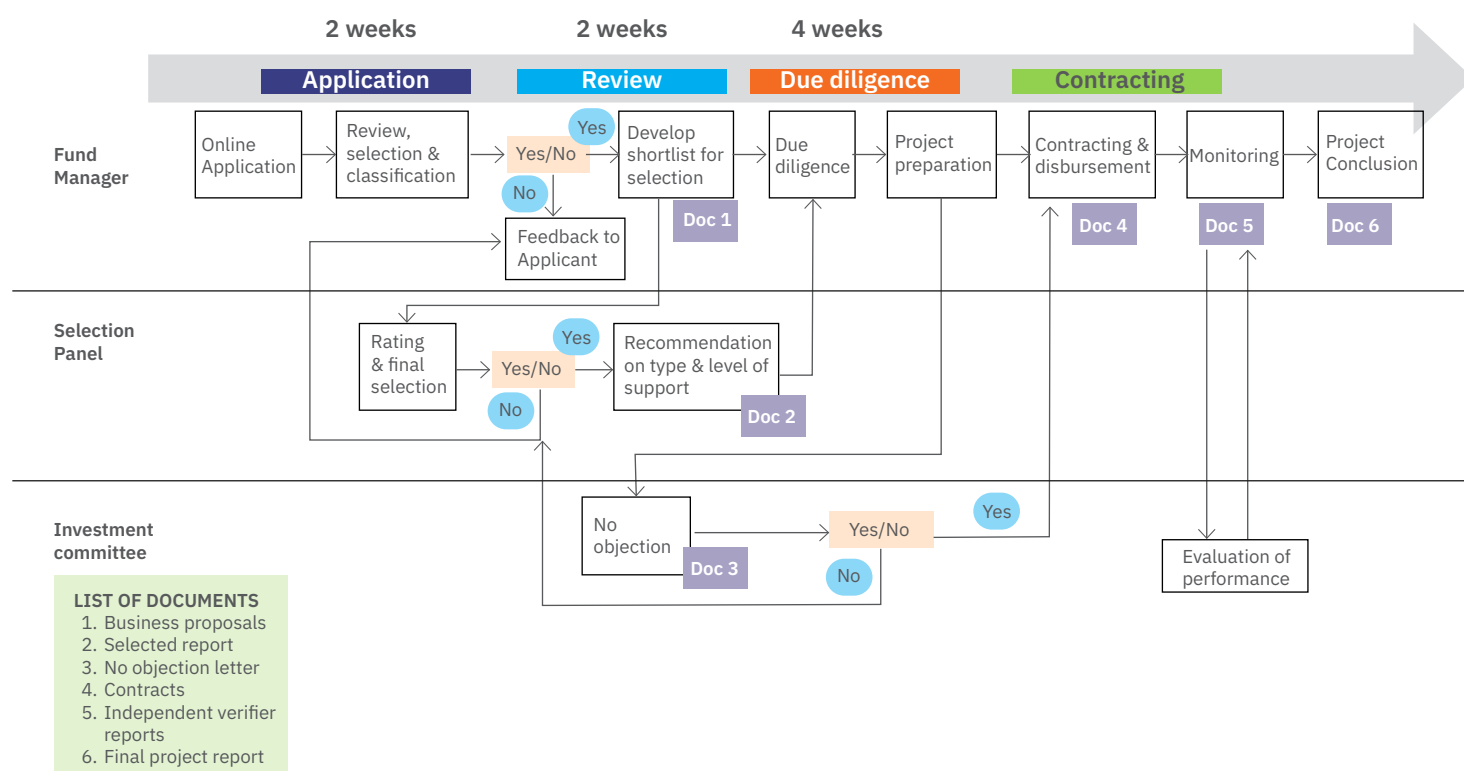 2 weeks
2 weeks
4 weeks
Application
Review
Due diligence
Contracting
Fund
Manager
Online
Application
Review,
selection &
classification
Yes/No
Yes
No
Develop
shortlist for
selection
Doc 1
Due
diligence
Project
preparation
Contracting &
disbursement
Doc 4
Monitoring
Doc 5
Project
Conclusion
Doc 6
Feedback to
Applicant
Selection
Panel
Rating
& final
selection
Yes/No
Yes
No
Recommendation
on type & level of
support
Doc 2
Investment
committee
No
objection
Doc 3
Yes/No
Yes
No
Evaluation of
performance
LIST OF DOCUMENTS
1. Business proposals
2. Selected report
3. No objection letter
4. Contracts
5. Independent verifier
reports
6. Final project report